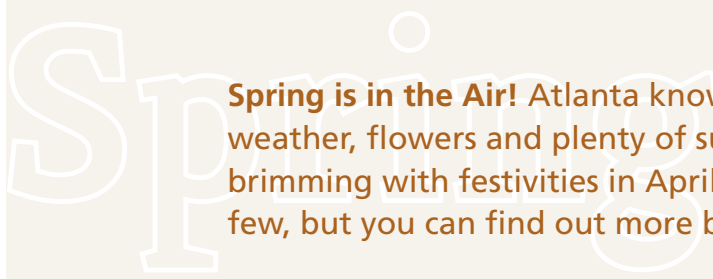 Spring
Spring is in the Air! Atlanta
weather, flowers and plenty of
brimming with festivities in April
few, but you can find out more